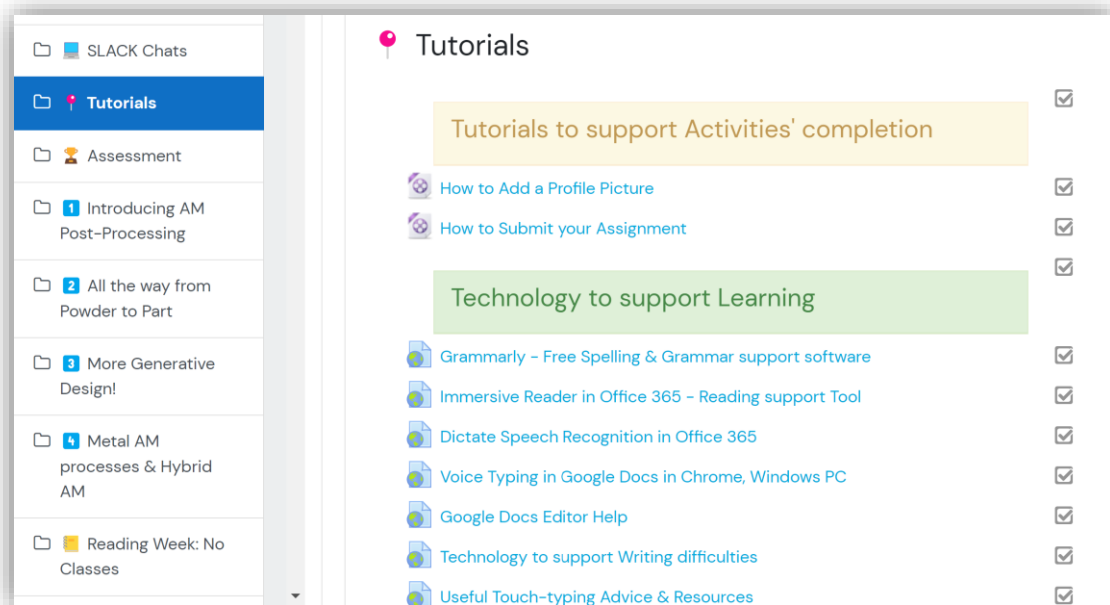 SLACK Chats
Tutorials
Assessment
1 Introducing AM
Post-Processing
2 All the way from
Powder to Part
3 More Generative
Design!
4 Metal AM
processes & Hybrid
AM
Reading Week: No
Classes
Tutorials
Tutorials to support Activities' completion
How to Add a Profile Picture
How to Submit your Assignment
Technology to support Learning
Grammarly - Free Spelling & Grammar support software
Immersive Reader in Office 365 - Reading support Tool
Dictate Speech Recognition in Office 365
Voice Typing in Google Docs in Chrome, Windows PC
Google Docs Editor Help
Technology to support Writing difficulties
Useful Touch-typing Advice & Resources